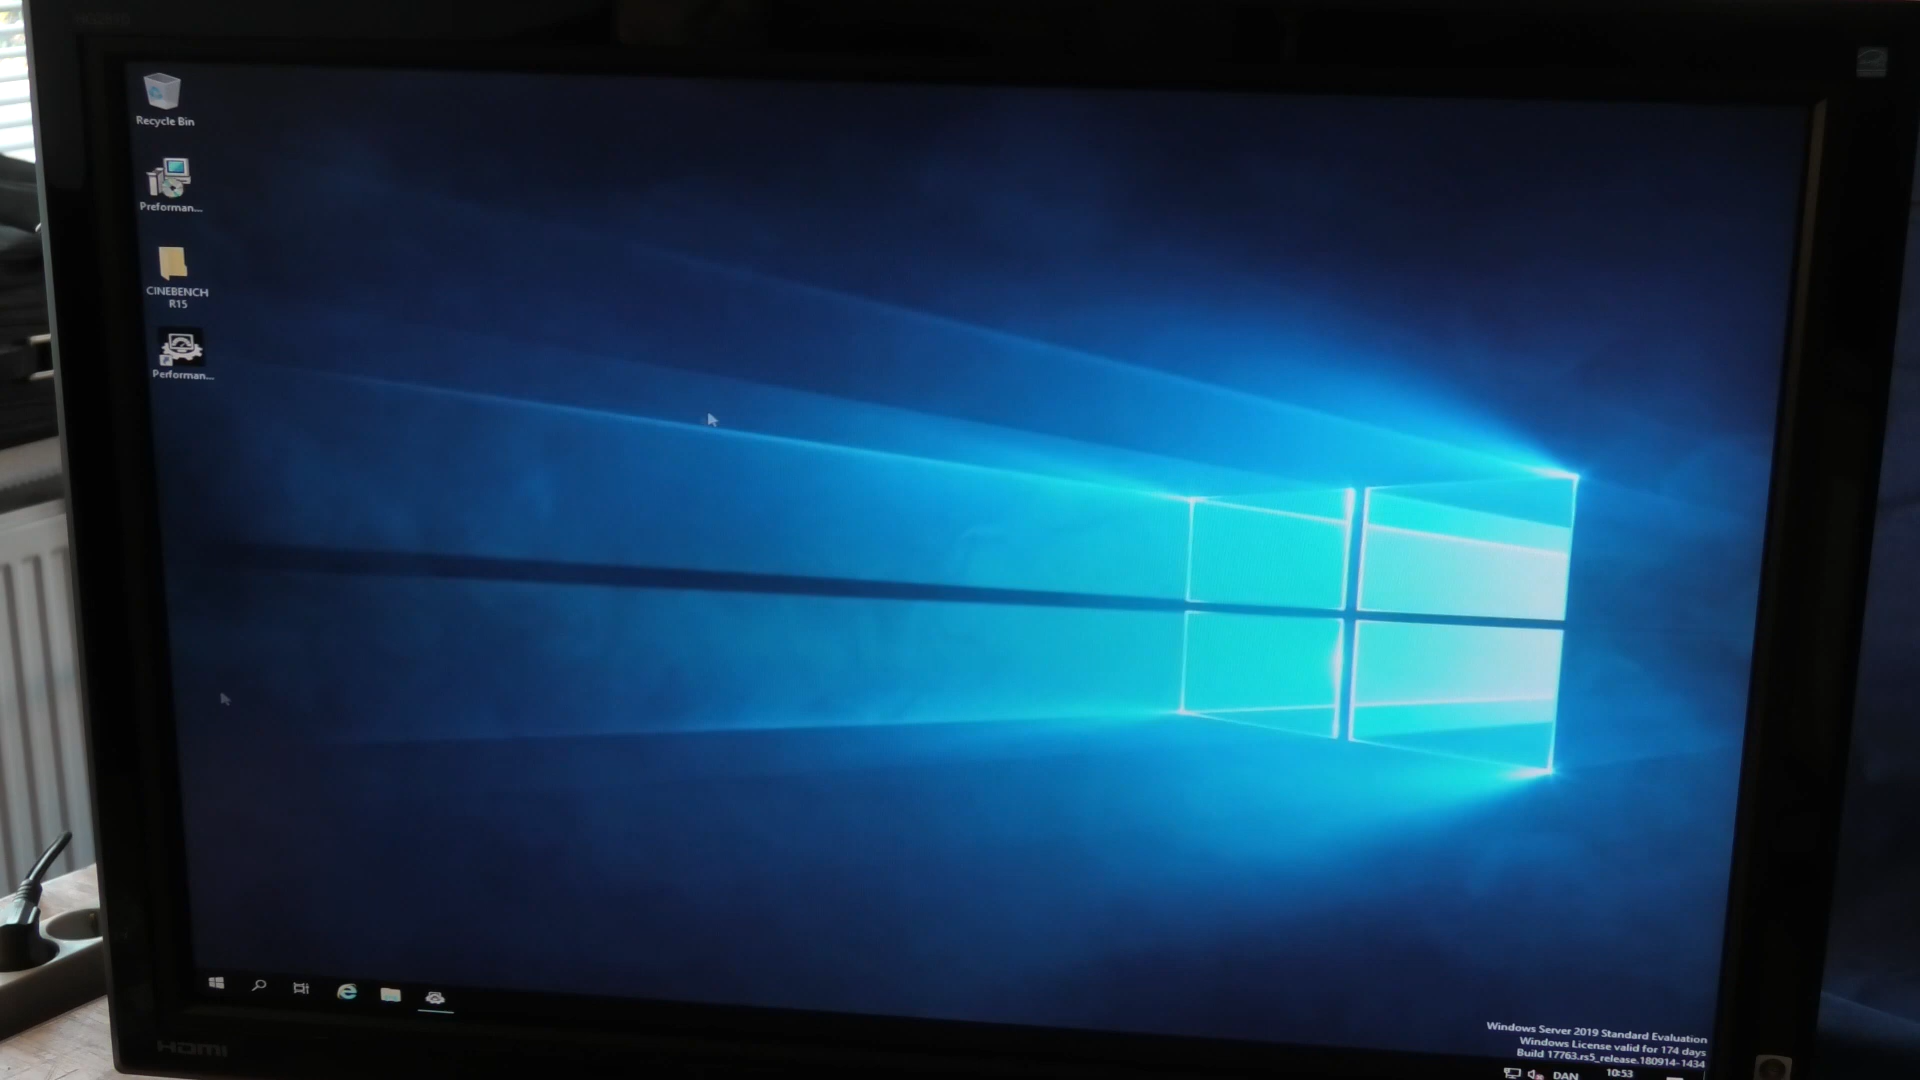 Recycle Bin
Preforman...
CINEBENCH
R15
Performan...
Windows Server 2019 Standard Evaluation
Windows License valid for 174 days
Build 17763.rs5_release.180914-1434
DAN
10:53
HDMI